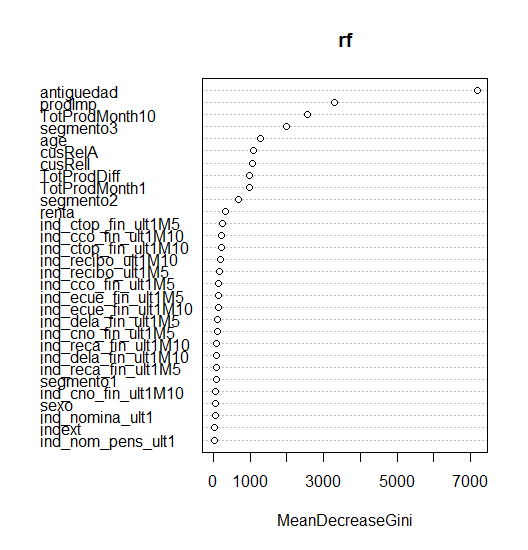 rf
antiguedad
prodImp
TotProdMonth10
segmento3
age
cusRelA
cusRelI
TotProdDiff
TotProdMonth1
segmento2
renta
ind_ctop_fin_ult1M5
ind_cco_fin_ult1M10
ind_ctop_fin_ult1M10
ind_recibo_ult1M10
ind_recibo_ult1M5
ind_cco_fin_ult1M5
ind_ecue_fin_ult1M5
ind_ecue_fin_ult1M10
ind_dela_fin_ult1M5
ind_cno_fin_ult1M5
ind_reca_fin_ult1M10
ind_dela_fin_ult1M10
ind_reca_fin_ult1M5
segmento1
ind_cno_fin_ult1M10
sexo
ind_nomina_ult1
indext
ind_nom_pens_ult1
0 1000 3000 5000 7000
MeanDecreaseGini